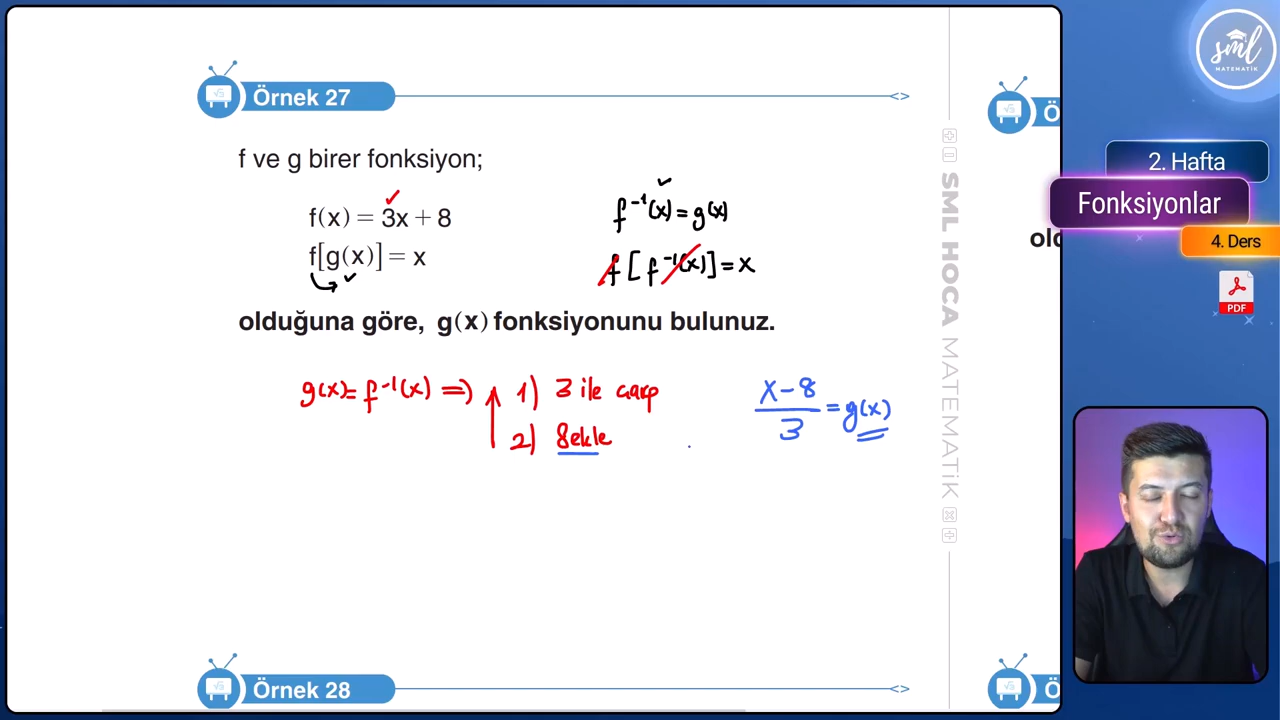 Örnek 27
f ve g birer fonksiyon;
f(x) = 3x + 8
f[g(x)] = x
f⁻¹(x) = g(x)
f[f⁻¹(x)] = x
olduğuna göre, g(x) fonksiyonunu bulunuz.
g(x) = f⁻¹(x) ⇒ 1) 3 ile çarp
2) 8 ekle
x - 8
3
= g(x)
Örnek 28
SML HOCA MATEMATİK
Ö
old
Ö
sml
MATEMATİK
2. Hafta
Fonksiyonlar
4. Ders
PDF